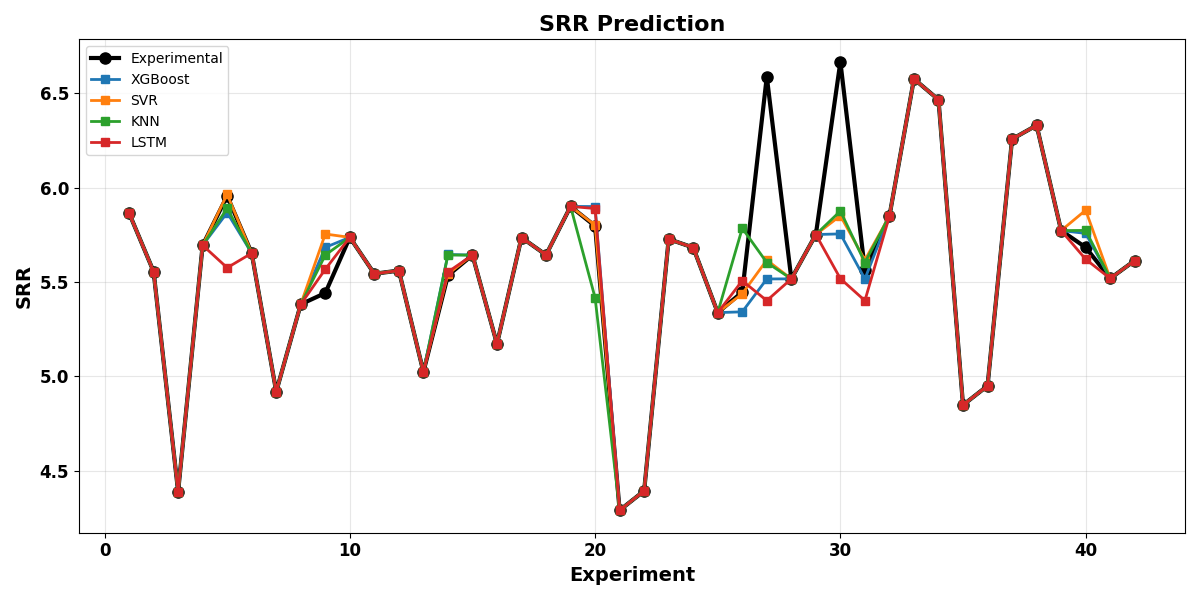 SRR Prediction
Experimental
XGBoost
SVR
KNN
LSTM
6.5
6.0
5.5
5.0
4.5
SRR
0 10 20 30 40
Experiment